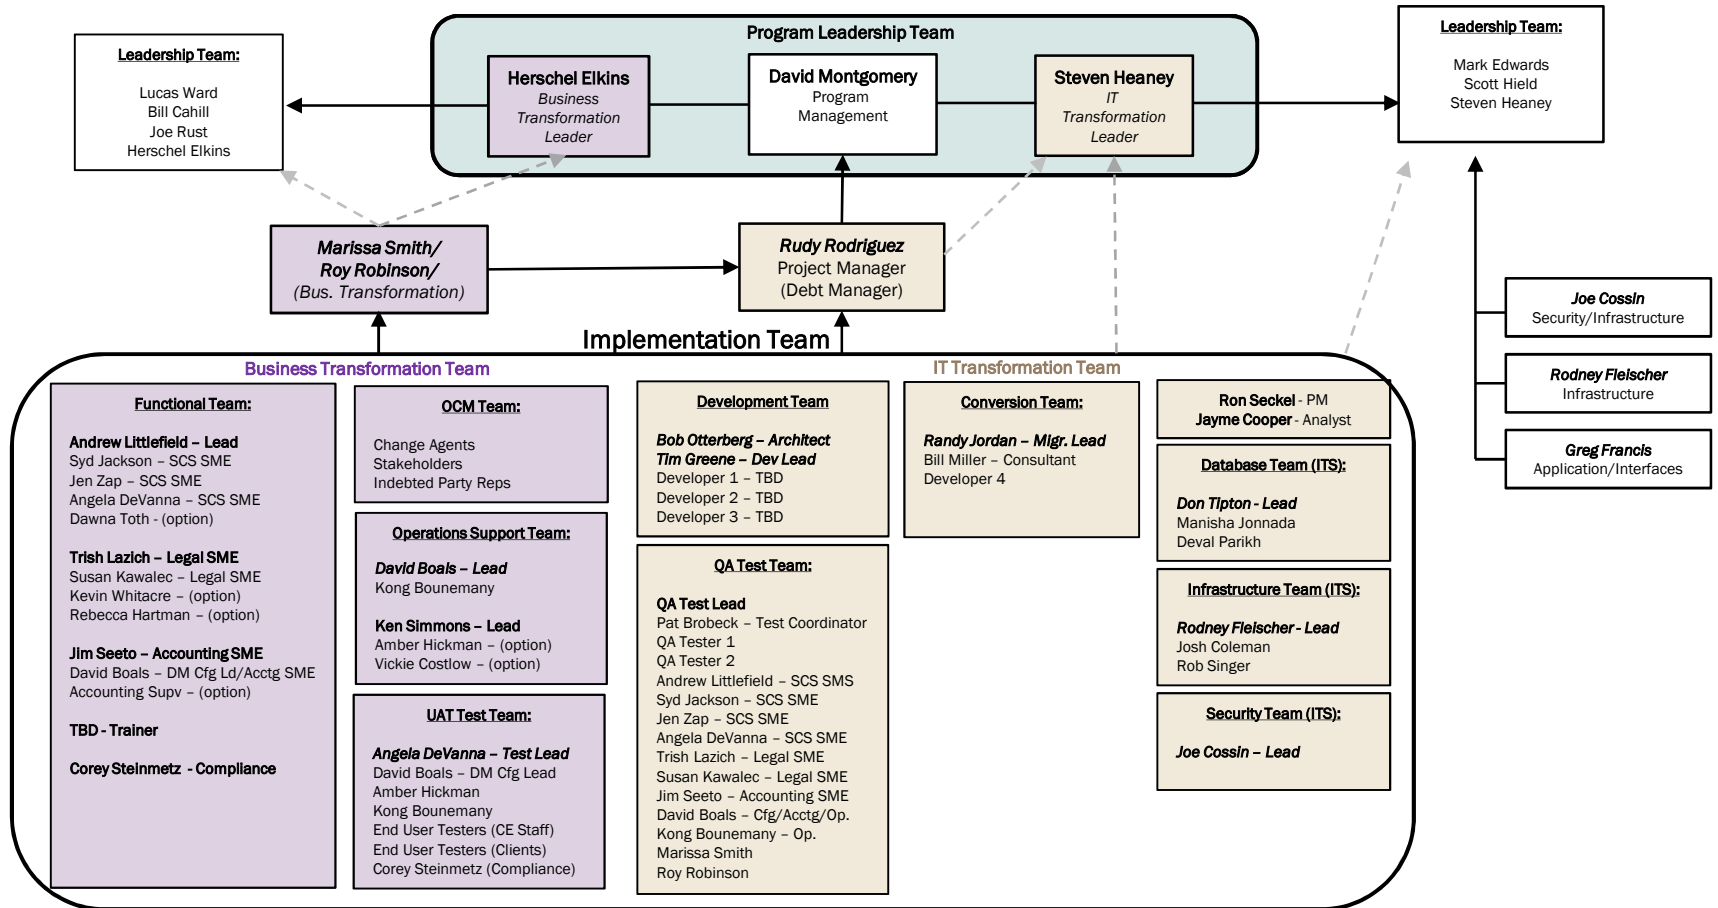 Program Leadership Team
Leadership Team:
Lucas Ward
Bill Cahill
Joe Rust
Herschel Elkins
Herschel Elkins
Business
Transformation
Leader
David Montgomery
Program
Management
Steven Heaney
IT
Transformation
Leader
Leadership Team:
Mark Edwards
Scott Hield
Steven Heaney
Marissa Smith/
Roy Robinson/
(Bus. Transformation)
Rudy Rodriguez
Project Manager
(Debt Manager)
Joe Cossin
Security/Infrastructure
Rodney Fleischer
Infrastructure
Greg Francis
Application/Interfaces
Implementation Team
Business Transformation Team
IT Transformation Team
Functional Team:
Andrew Littlefield – Lead
Syd Jackson – SCS SME
Jen Zap – SCS SME
Angela DeVanna – SCS SME
Dawna Toth - (option)
Trish Lazich – Legal SME
Susan Kawalec – Legal SME
Kevin Whitacre – (option)
Rebecca Hartman – (option)
Jim Seeto – Accounting SME
David Boals – DM Cfg Ld/Acctg SME
Accounting Supv – (option)
TBD - Trainer
Corey Steinmetz - Compliance
OCM Team:
Change Agents
Stakeholders
Indebted Party Reps
Operations Support Team:
David Boals – Lead
Kong Bounemany
Ken Simmons – Lead
Amber Hickman – (option)
Vickie Costlow – (option)
UAT Test Team:
Angela DeVanna – Test Lead
David Boals – DM Cfg Lead
Amber Hickman
Kong Bounemany
End User Testers (CE Staff)
End User Testers (Clients)
Corey Steinmetz (Compliance)
Development Team
Bob Otterberg – Architect
Tim Greene – Dev Lead
Developer 1 – TBD
Developer 2 – TBD
Developer 3 – TBD
QA Test Team:
QA Test Lead
Pat Brobeck – Test Coordinator
QA Tester 1
QA Tester 2
Andrew Littlefield – SCS SMS
Syd Jackson – SCS SME
Jen Zap – SCS SME
Angela DeVanna – SCS SME
Trish Lazich – Legal SME
Susan Kawalec – Legal SME
Jim Seeto – Accounting SME
David Boals – Cfg/Acctg/Op.
Kong Bounemany – Op.
Marissa Smith
Roy Robinson
Conversion Team:
Randy Jordan – Migr. Lead
Bill Miller – Consultant
Developer 4
Ron Seckel - PM
Jayme Cooper - Analyst
Database Team (ITS):
Don Tipton - Lead
Manisha Jonnada
Deval Parikh
Infrastructure Team (ITS):
Rodney Fleischer - Lead
Josh Coleman
Rob Singer
Security Team (ITS):
Joe Cossin – Lead